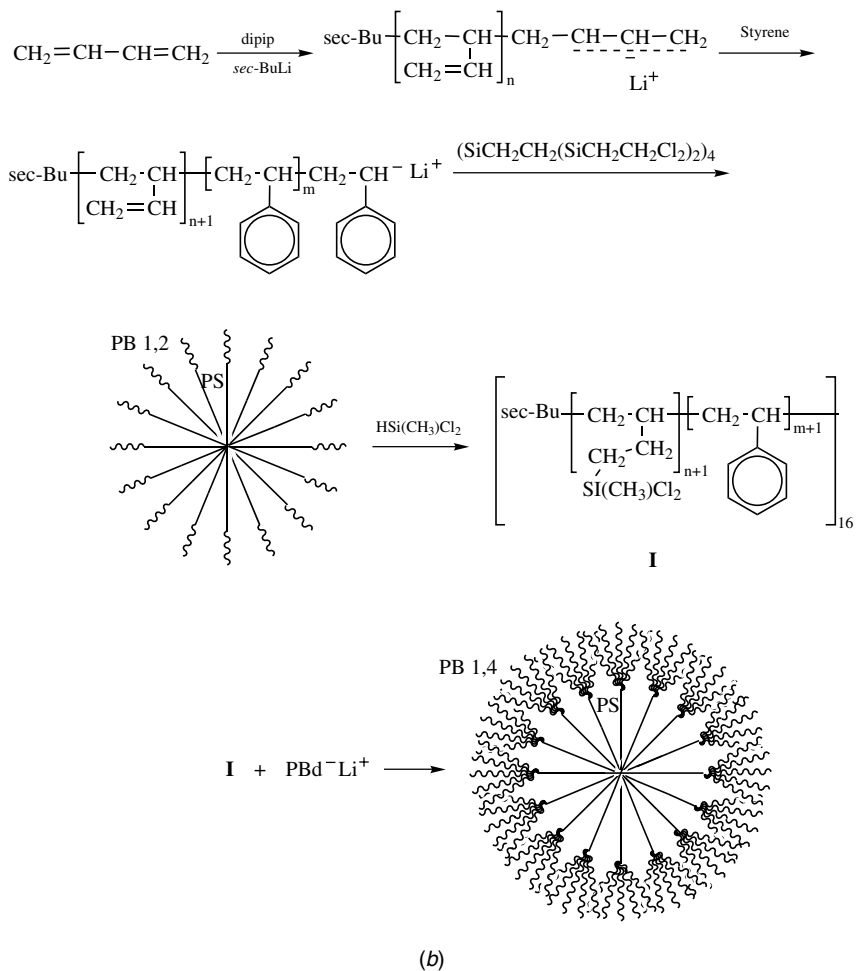 CH2=CH—CH=CH2
dipip
sec-BuLi
sec-Bu [ CH2—CH ]n CH2—CH—CH—CH2
CH2=CH
Li+
Styrene
sec-Bu [ CH2—CH ]n+1 [ CH2—CH ]m CH2—CH− Li+
CH2=CH
(SiCH2CH2(SiCH2CH2Cl2)2)4
PB 1,2
PS
HSi(CH3)Cl2
[ sec-Bu [ CH2—CH ]n+1 [ CH2—CH ]m+1 ]16
CH2—CH2
SI(CH3)Cl2
I
PB 1,4
PS
I + PBd−Li+
(b)